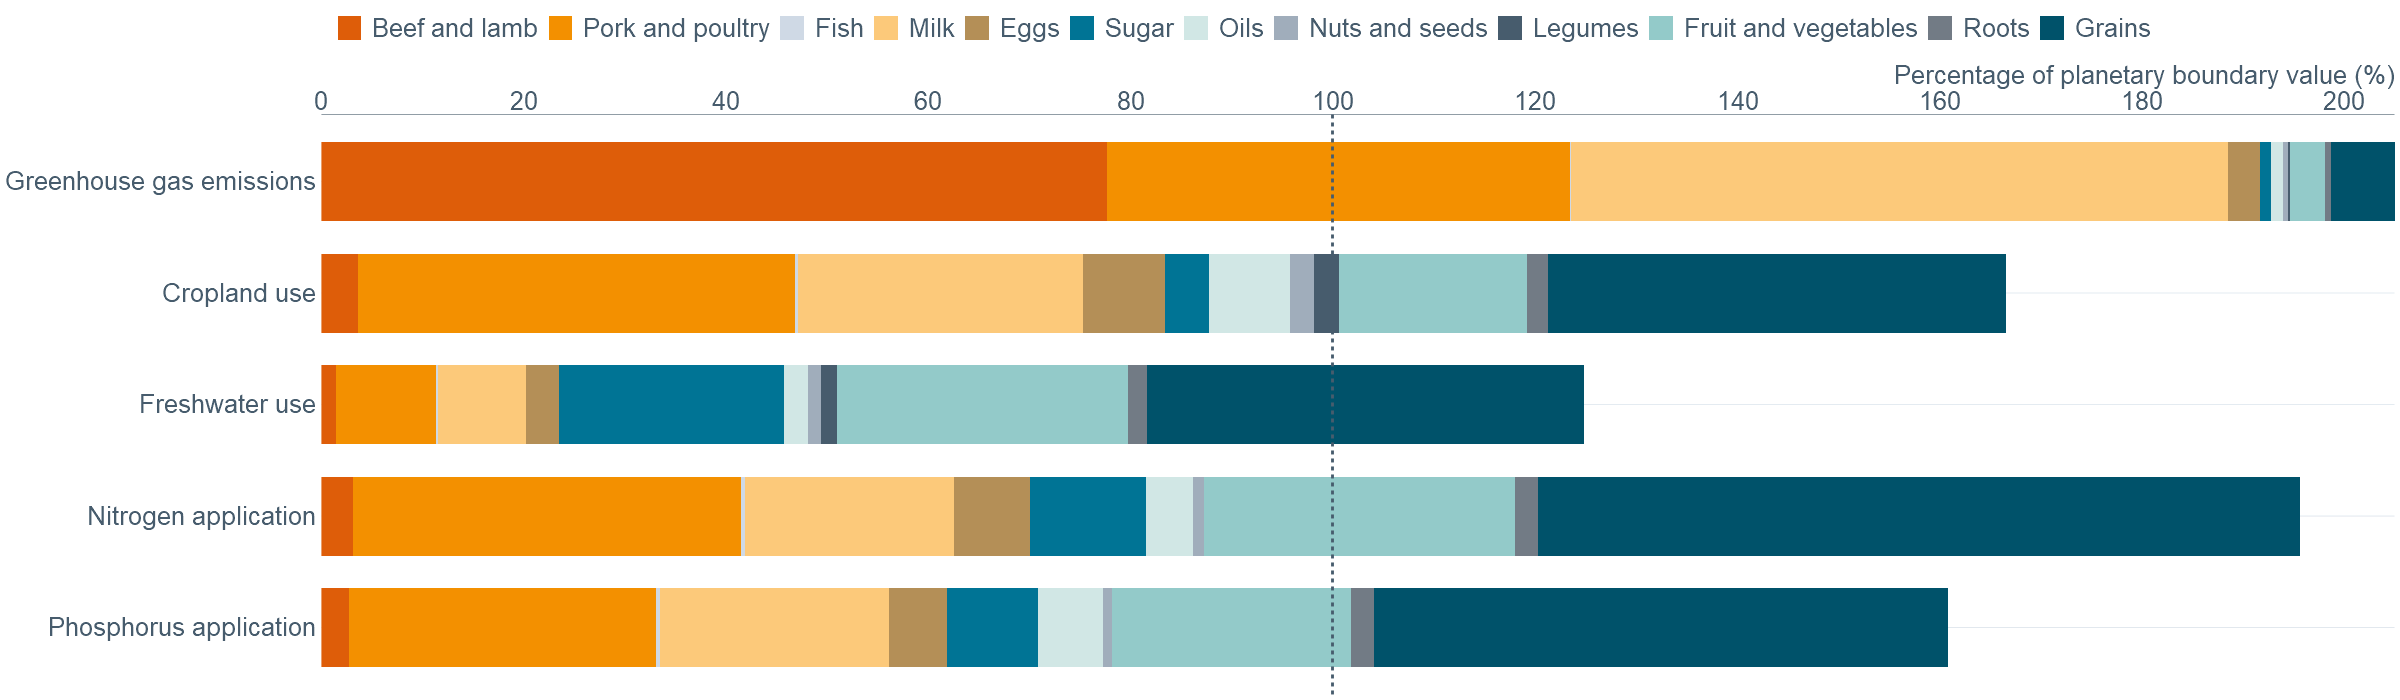 Beef and lamb Pork and poultry Fish Milk Eggs Sugar Oils Nuts and seeds Legumes Fruit and vegetables Roots Grains
Percentage of planetary boundary value (%)
0 20 40 60 80 100 120 140 160 180 200
Greenhouse gas emissions
Cropland use
Freshwater use
Nitrogen application
Phosphorus application